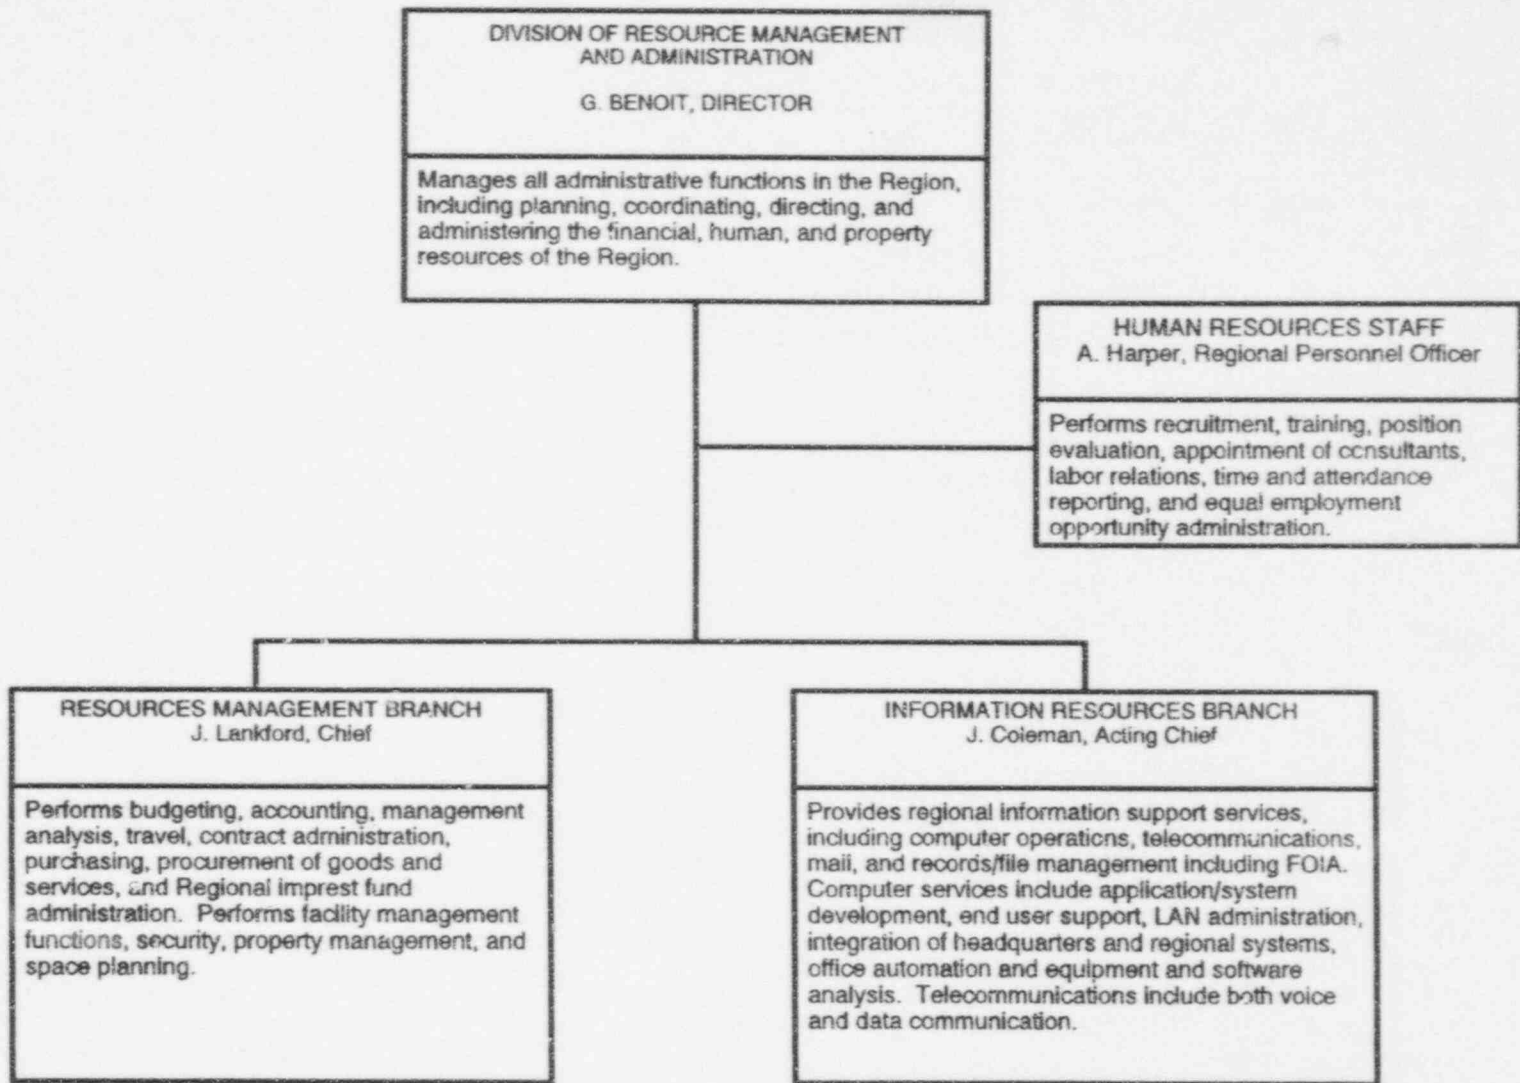 DIVISION OF RESOURCE MANAGEMENT
AND ADMINISTRATION
G. BENOIT, DIRECTOR
Manages all administrative functions in the Region,
including planning, coordinating, directing, and
administering the financial, human, and property
resources of the Region.
HUMAN RESOURCES STAFF
A. Harper, Regional Personnel Officer
Performs recruitment, training, position
evaluation, appointment of consultants,
labor relations, time and attendance
reporting, and equal employment
opportunity administration.
RESOURCES MANAGEMENT BRANCH
J. Lankford, Chief
Performs budgeting, accounting, management
analysis, travel, contract administration,
purchasing, procurement of goods and
services, and Regional imprest fund
administration. Performs facility management
functions, security, property management, and
space planning.
INFORMATION RESOURCES BRANCH
J. Coleman, Acting Chief
Provides regional information support services,
including computer operations, telecommunications,
mail, and records/file management including FOIA.
Computer services include application/system
development, end user support, LAN administration,
integration of headquarters and regional systems,
office automation and equipment and software
analysis. Telecommunications include both voice
and data communication.